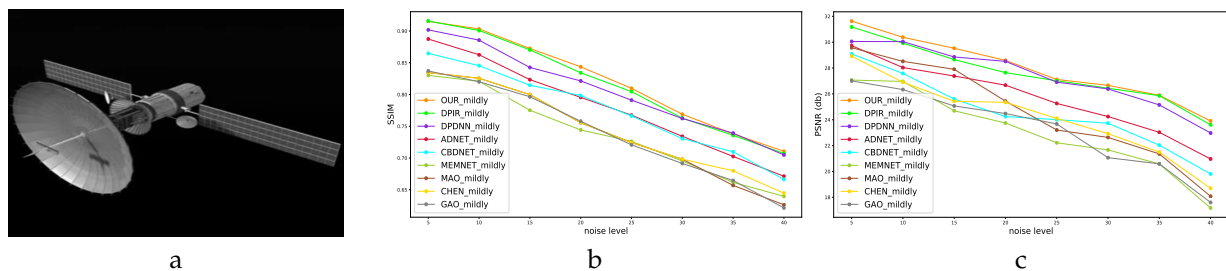 SSIM
0.90
0.85
0.80
0.75
0.70
0.65
OUR_mildly
DPIR_mildly
DPDNN_mildly
ADNET_mildly
CBDNET_mildly
MEMNET_mildly
MAO_mildly
CHEN_mildly
GAO_mildly
5 10 15 20 25 30 35 40
noise level
PSNR (db)
32
30
28
26
24
22
20
18
OUR_mildly
DPIR_mildly
DPDNN_mildly
ADNET_mildly
CBDNET_mildly
MEMNET_mildly
MAO_mildly
CHEN_mildly
GAO_mildly
5 10 15 20 25 30 35 40
noise level
a b c